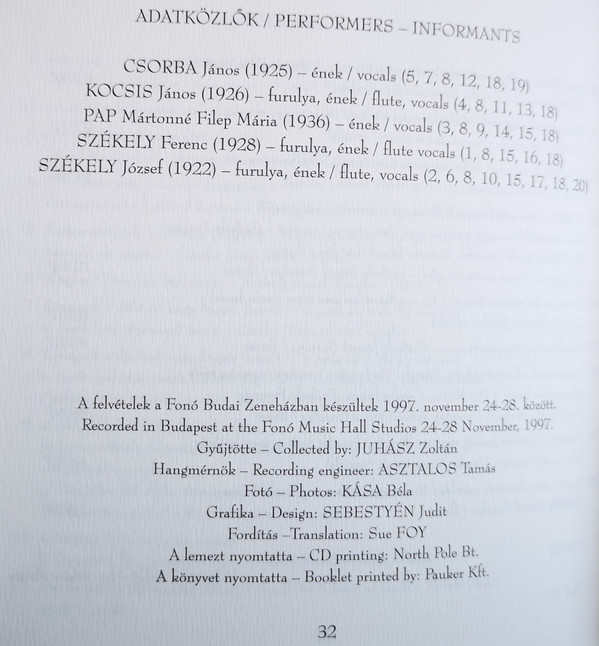 ADATKÖZLŐK / PERFORMERS – INFORMANTS
CSORBA János (1925) – ének / vocals (5, 7, 8, 12, 18, 19)
KOCSIS János (1926) – furulya, ének / flute, vocals (4, 8, 11, 13, 18)
PAP Mártonné Filep Mária (1936) – ének / vocals (3, 8, 9, 14, 15, 18)
SZÉKELY Ferenc (1928) – furulya, ének / flute vocals (1, 8, 15, 16, 18)
SZÉKELY József (1922) – furulya, ének / flute, vocals (2, 6, 8, 10, 15, 17, 18, 20)
A felvételek a Fonó Budai Zeneházban készültek 1997. november 24-28. között.
Recorded in Budapest at the Fonó Music Hall Studios 24-28 November, 1997.
Gyűjtötte – Collected by: JUHÁSZ Zoltán
Hangmérnök – Recording engineer: ASZTALOS Tamás
Fotó – Photos: KÁSA Béla
Grafika – Design: SEBESTYÉN Judit
Fordítás –Translation: Sue FOY
A lemezt nyomtatta – CD printing: North Pole Bt.
A könyvet nyomtatta – Booklet printed by: Pauker Kft.
32